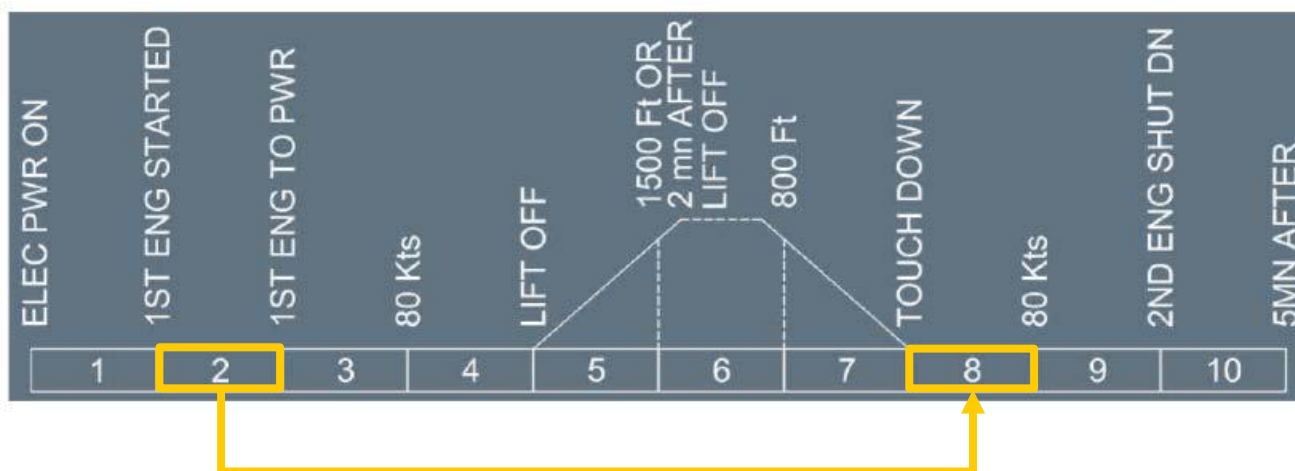 ELEC PWR ON
1ST ENG STARTED
1ST ENG TO PWR
80 Kts
LIFT OFF
1500 Ft OR
2 mn AFTER
LIFT OFF
800 Ft
TOUCH DOWN
80 Kts
2ND ENG SHUT DN
5MN AFTER
1 2 3 4 5 6 7 8 9 10